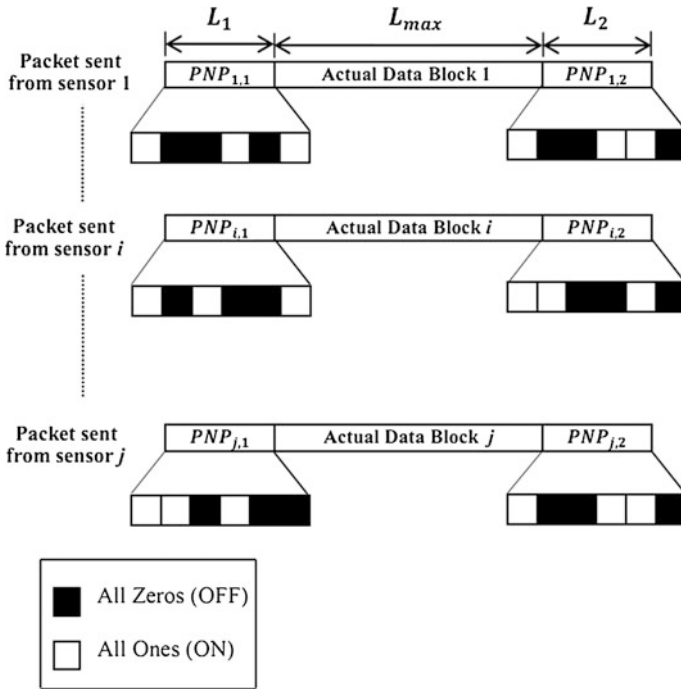 L₁ Lₘₐₓ L₂
Packet sent
from sensor 1
PNP₁,₁ Actual Data Block 1 PNP₁,₂
Packet sent
from sensor i
PNPᵢ,₁ Actual Data Block i PNPᵢ,₂
Packet sent
from sensor j
PNPⱼ,₁ Actual Data Block j PNPⱼ,₂
All Zeros (OFF)
All Ones (ON)